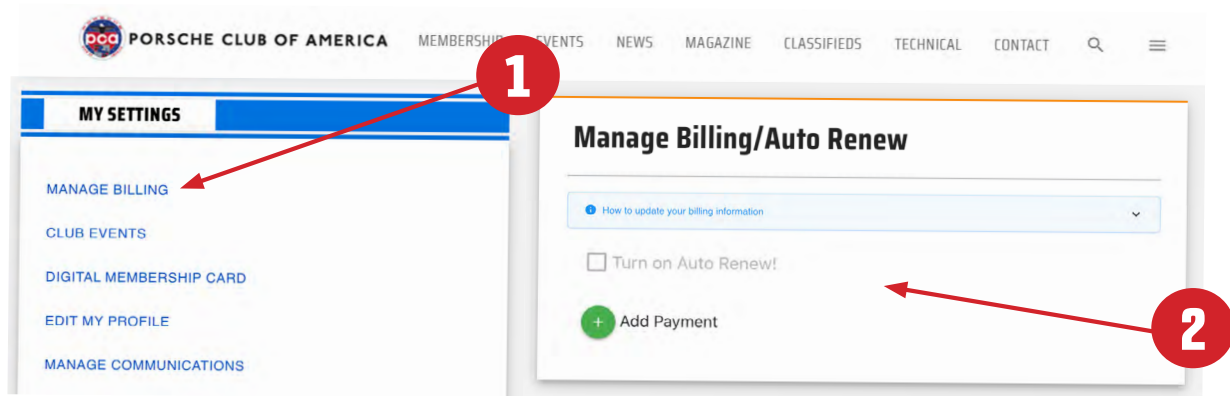 pca PORSCHE CLUB OF AMERICA MEMBERSHIP EVENTS NEWS MAGAZINE CLASSIFIEDS TECHNICAL CONTACT
1
MY SETTINGS
MANAGE BILLING
CLUB EVENTS
DIGITAL MEMBERSHIP CARD
EDIT MY PROFILE
MANAGE COMMUNICATIONS
Manage Billing/Auto Renew
How to update your billing information
Turn on Auto Renew!
+ Add Payment
2